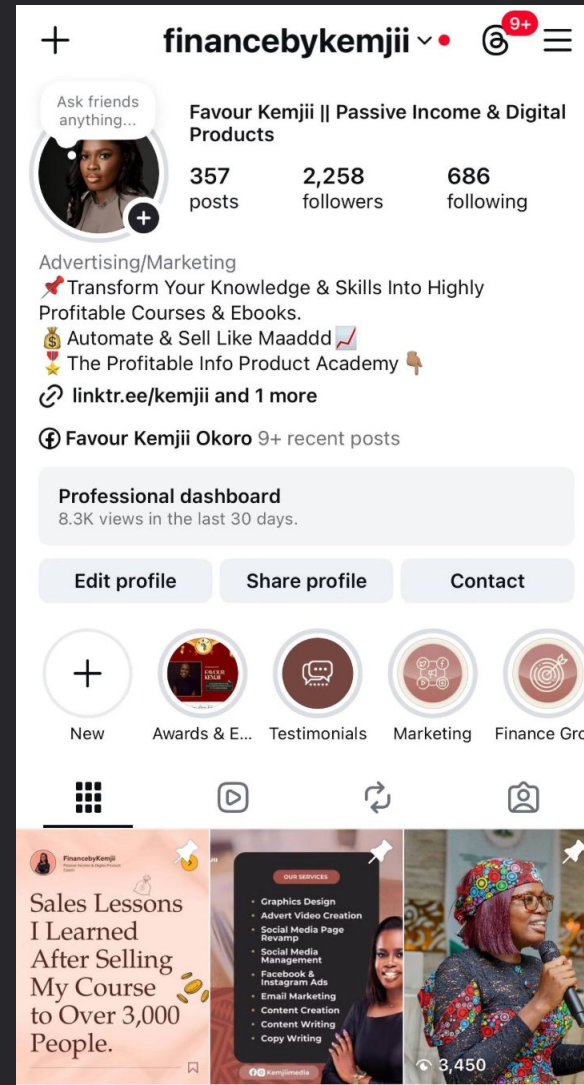 financebykemjii
9+
Ask friends
anything...
Favour Kemjii || Passive Income & Digital
Products
357
posts
2,258
followers
686
following
Advertising/Marketing
📌Transform Your Knowledge & Skills Into Highly
Profitable Courses & Ebooks.
💰Automate & Sell Like Maaddd📈
🎖️The Profitable Info Product Academy 👇🏽
linktr.ee/kemjii and 1 more
Favour Kemjii Okoro 9+ recent posts
Professional dashboard
8.3K views in the last 30 days.
Edit profile
Share profile
Contact
New
Awards & E...
Testimonials
Marketing
Finance Gro
FinancebyKemjii
Sales Lessons
I Learned
After Selling
My Course
to Over 3,000
People.
OUR SERVICES
• Graphics Design
• Advert Video Creation
• Social Media Page
Revamp
• Social Media
Management
• Facebook &
Instagram Ads
• Email Marketing
• Content Creation
• Content Writing
• Copy Writing
Kemjiimedia
3,450